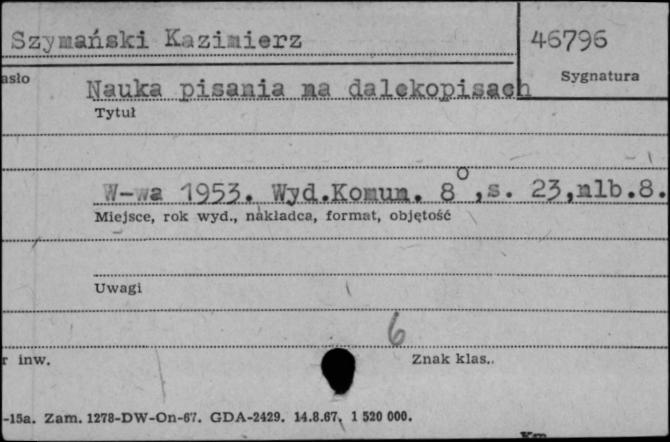 Szymański Kazimierz
46796
asło
Sygnatura
Nauka pisania na dalekopisach
Tytuł
W-wa 1953. Wyd.Komun. 8°,s. 23,nlb.8.
Miejsce, rok wyd., nakładca, format, objętość
Uwagi
6
r inw.
Znak klas..
-15a. Zam. 1278-DW-On-67. GDA-2429. 14.8.67. 1 520 000.